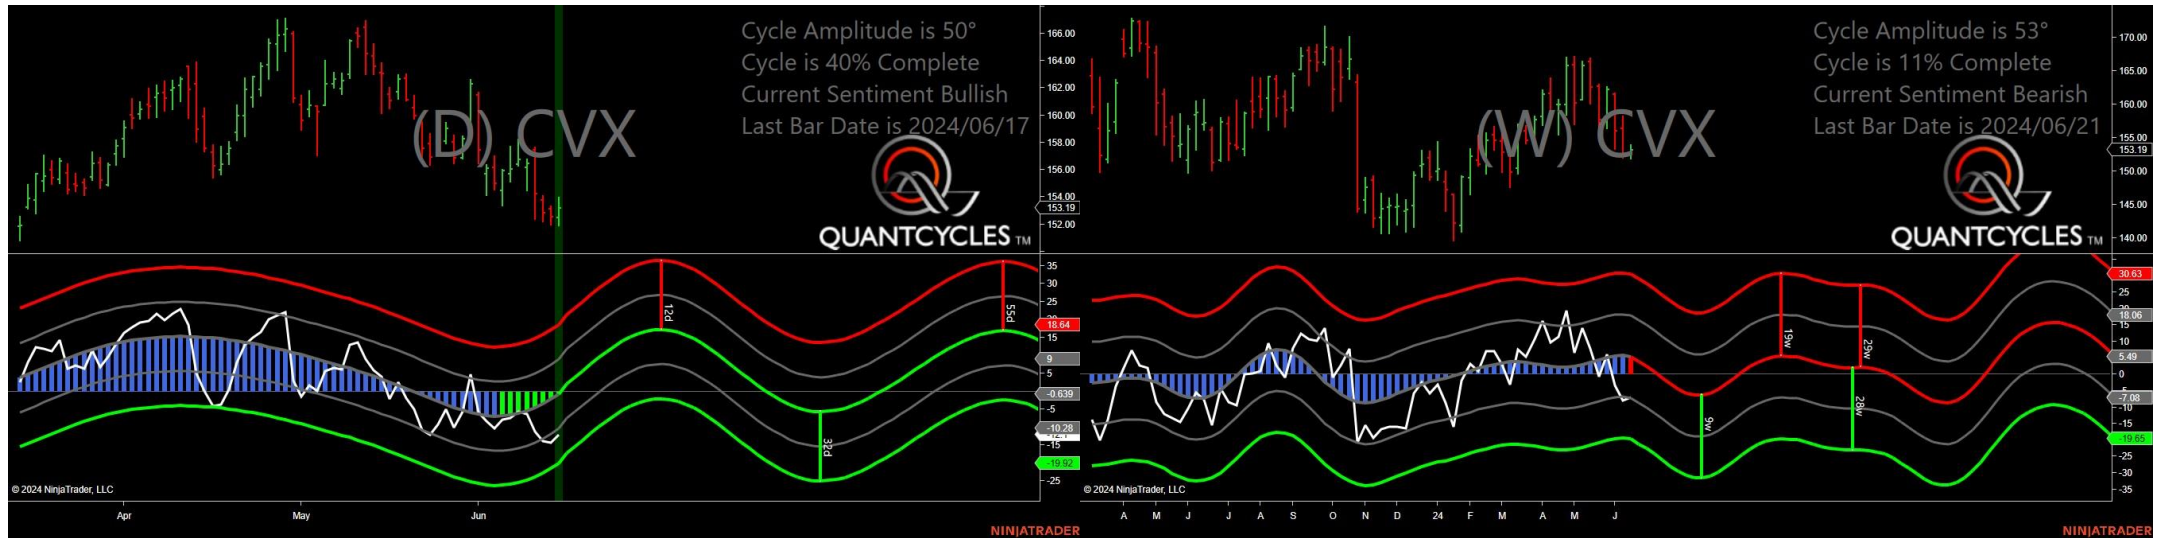 Cycle Amplitude is 50°
Cycle is 40% Complete
Current Sentiment Bullish
Last Bar Date is 2024/06/17
(D) CVX
QUANTCYCLES TM
166.00
164.00
162.00
160.00
158.00
156.00
154.00
153.19
152.00
35
30
25
18.64
15
9
5
-0.639
-5
-10.28
-15
-19.92
-25
12d
32d
55d
© 2024 NinjaTrader, LLC
Apr
May
Jun
NINJATRADER
Cycle Amplitude is 53°
Cycle is 11% Complete
Current Sentiment Bearish
Last Bar Date is 2024/06/21
(W) CVX
QUANTCYCLES TM
170.00
165.00
160.00
155.00
153.19
150.00
145.00
140.00
30.63
25
18.06
15
10
5.49
0
-7.08
-10
-15
-19.65
-25
-30
-35
9w
19w
29w
28w
© 2024 NinjaTrader, LLC
A M J J A S O N D 24 F M A M J
NINJATRADER